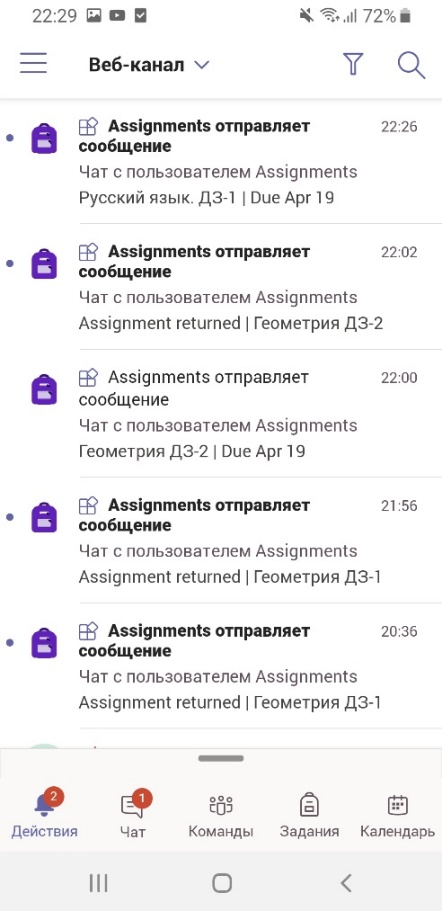 22:29
72%
Веб-канал
Assignments отправляет
22:26
сообщение
Чат с пользователем Assignments
Русский язык. ДЗ-1 | Due Apr 19
Assignments отправляет
22:02
сообщение
Чат с пользователем Assignments
Assignment returned | Геометрия ДЗ-2
Assignments отправляет
22:00
сообщение
Чат с пользователем Assignments
Геометрия ДЗ-2 | Due Apr 19
Assignments отправляет
21:56
сообщение
Чат с пользователем Assignments
Assignment returned | Геометрия ДЗ-1
Assignments отправляет
20:36
сообщение
Чат с пользователем Assignments
Assignment returned | Геометрия ДЗ-1
2
1
Действия
Чат
Команды
Задания
Календарь